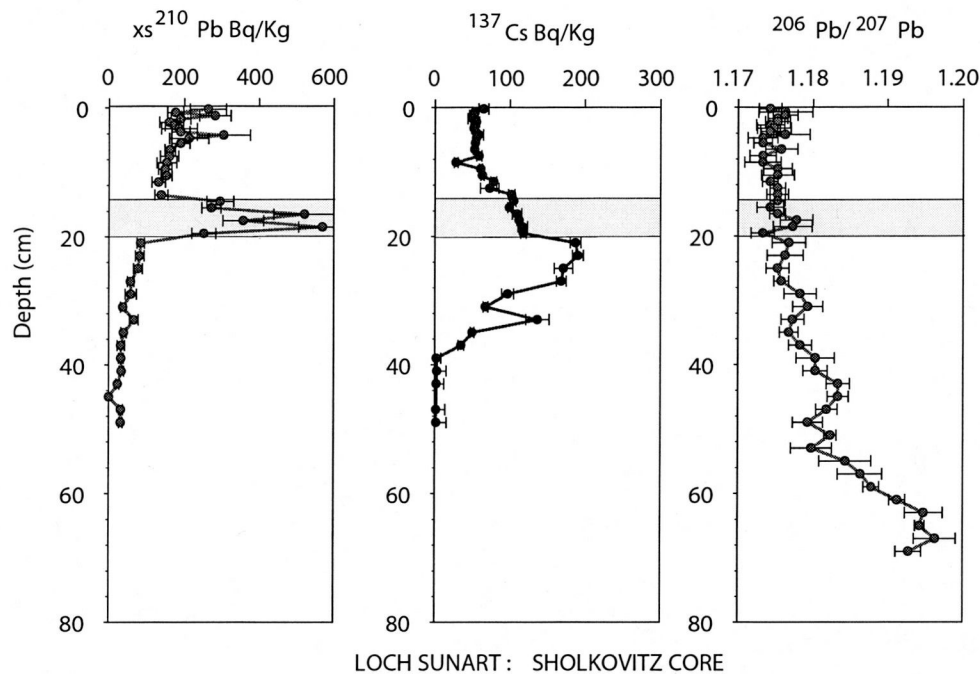 xs²¹⁰ Pb Bq/Kg ¹³⁷Cs Bq/Kg ²⁰⁶ Pb/²⁰⁷ Pb
0 200 400 600 0 100 200 300 1.17 1.18 1.19 1.20
0 0 0
20 20 20
Depth (cm)
40 40 40
60 60 60
80 80 80
LOCH SUNART : SHOLKOVITZ CORE